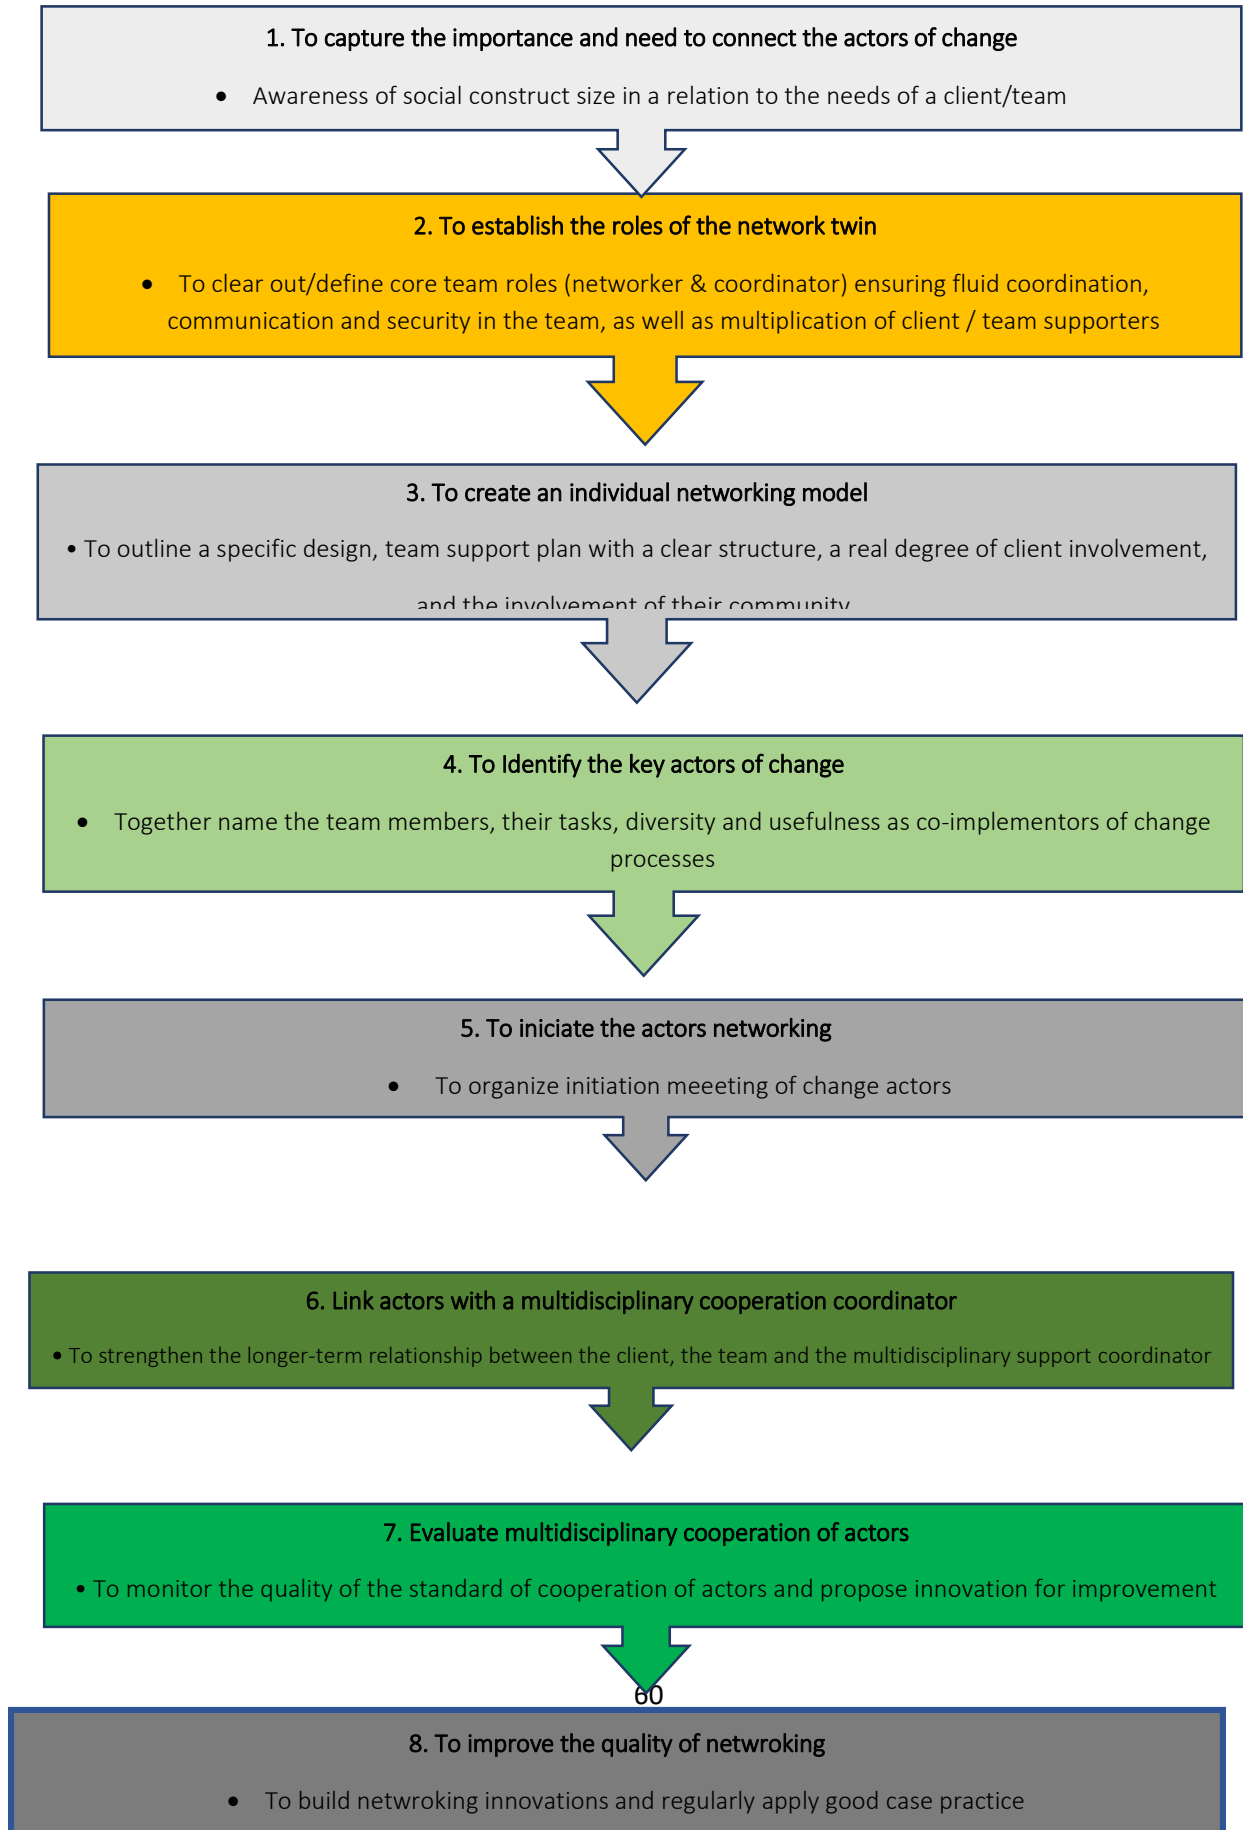 1. To capture the importance and need to connect the actors of change
• Awareness of social construct size in a relation to the needs of a client/team
2. To establish the roles of the network twin
• To clear out/define core team roles (networker & coordinator) ensuring fluid coordination,
communication and security in the team, as well as multiplication of client / team supporters
3. To create an individual networking model
• To outline a specific design, team support plan with a clear structure, a real degree of client involvement,
and the involvement of their community
4. To Identify the key actors of change
• Together name the team members, their tasks, diversity and usefulness as co-implementors of change
processes
5. To iniciate the actors networking
• To organize initiation meeeting of change actors
6. Link actors with a multidisciplinary cooperation coordinator
• To strengthen the longer-term relationship between the client, the team and the multidisciplinary support coordinator
7. Evaluate multidisciplinary cooperation of actors
• To monitor the quality of the standard of cooperation of actors and propose innovation for improvement
60
8. To improve the quality of netwroking
• To build netwroking innovations and regularly apply good case practice